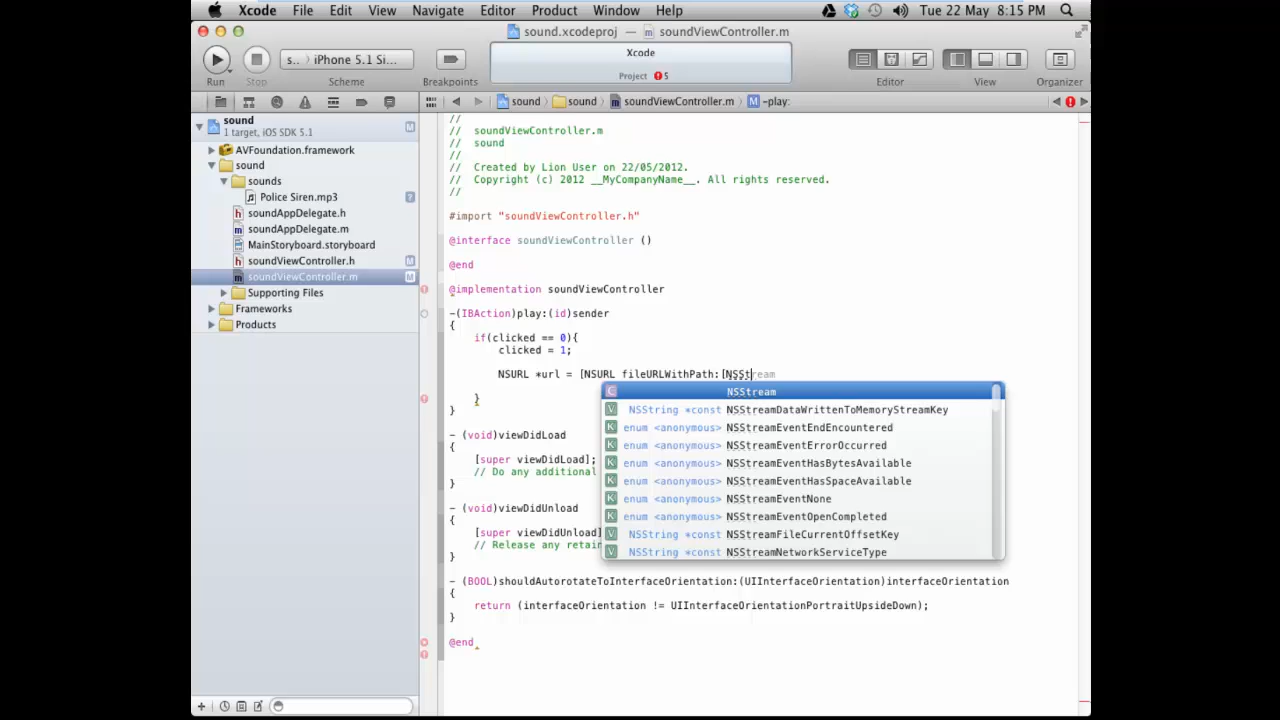 Xcode File Edit View Navigate Editor Product Window Help Tue 22 May 8:15 PM
sound.xcodeproj — soundViewController.m
Xcode
Project 5
s.. iPhone 5.1 Si...
Run Stop Scheme Breakpoints Editor View Organizer
sound sound soundViewController.m M -play:
sound M
1 target, iOS SDK 5.1
AVFoundation.framework
sound
sounds
Police Siren.mp3 ?
soundAppDelegate.h
soundAppDelegate.m
MainStoryboard.storyboard
soundViewController.h M
soundViewController.m M
Supporting Files
Frameworks
Products
//
// soundViewController.m
// sound
//
// Created by Lion User on 22/05/2012.
// Copyright (c) 2012 __MyCompanyName__. All rights reserved.
//
#import "soundViewController.h"
@interface soundViewController ()
@end
@implementation soundViewController
-(IBAction)play:(id)sender
{
if(clicked == 0){
clicked = 1;
NSURL *url = [NSURL fileURLWithPath:[NSStream
}
}
C NSStream
V NSString *const NSStreamDataWrittenToMemoryStreamKey
K enum <anonymous> NSStreamEventEndEncountered
K enum <anonymous> NSStreamEventErrorOccurred
K enum <anonymous> NSStreamEventHasBytesAvailable
K enum <anonymous> NSStreamEventHasSpaceAvailable
K enum <anonymous> NSStreamEventNone
K enum <anonymous> NSStreamEventOpenCompleted
V NSString *const NSStreamFileCurrentOffsetKey
V NSString *const NSStreamNetworkServiceType
- (void)viewDidLoad
{
[super viewDidLoad];
// Do any additional
}
- (void)viewDidUnload
{
[super viewDidUnload]
// Release any retain
}
- (BOOL)shouldAutorotateToInterfaceOrientation:(UIInterfaceOrientation)interfaceOrientation
{
return (interfaceOrientation != UIInterfaceOrientationPortraitUpsideDown);
}
@end